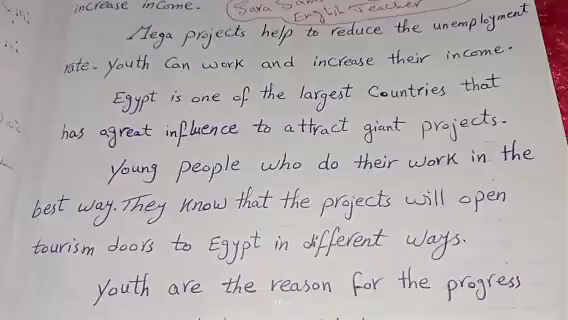 increase income.
Sara
English Teacher
Mega projects help to reduce the unemployment
rate. Youth Can work and increase their income.
Egypt is one of the largest Countries that
has agreat influence to attract giant projects.
Young people who do their work in the
best way. They Know that the projects will open
tourism doors to Egypt in different ways.
Youth are the reason for the progress